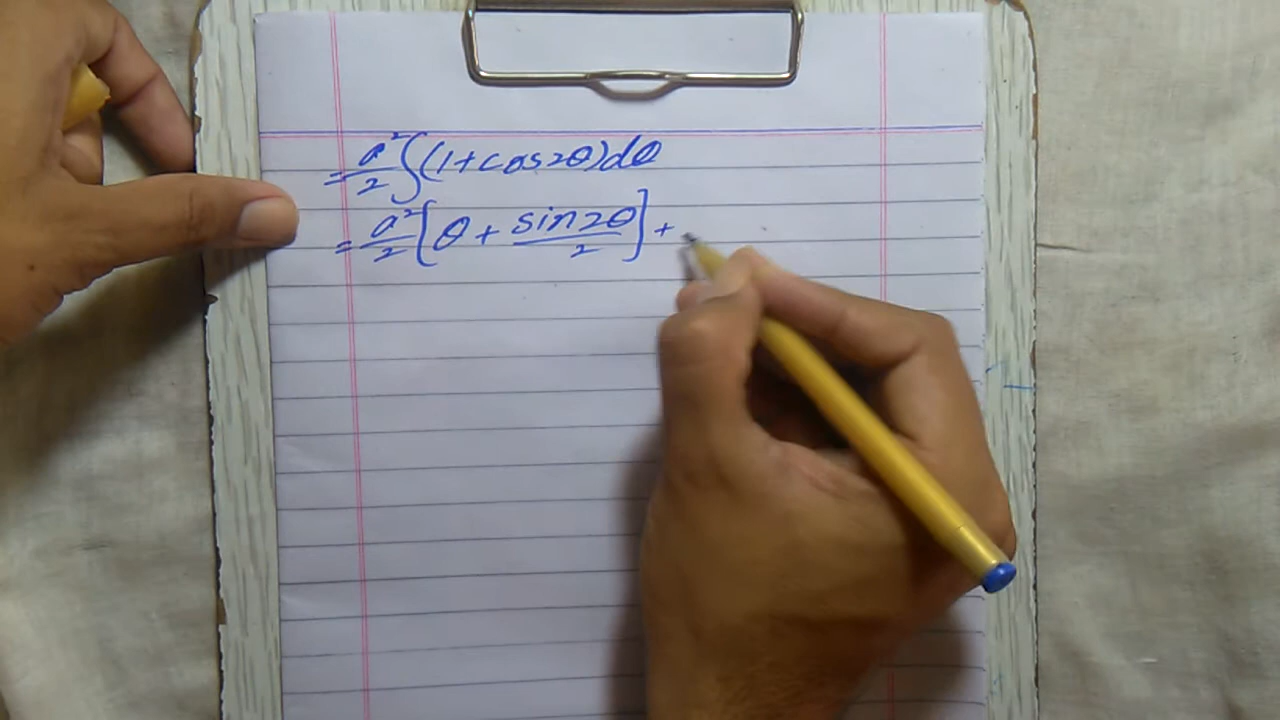 = a²/2 ∫(1+cos2θ)dθ
= a²/2 [θ + sin2θ/2] +